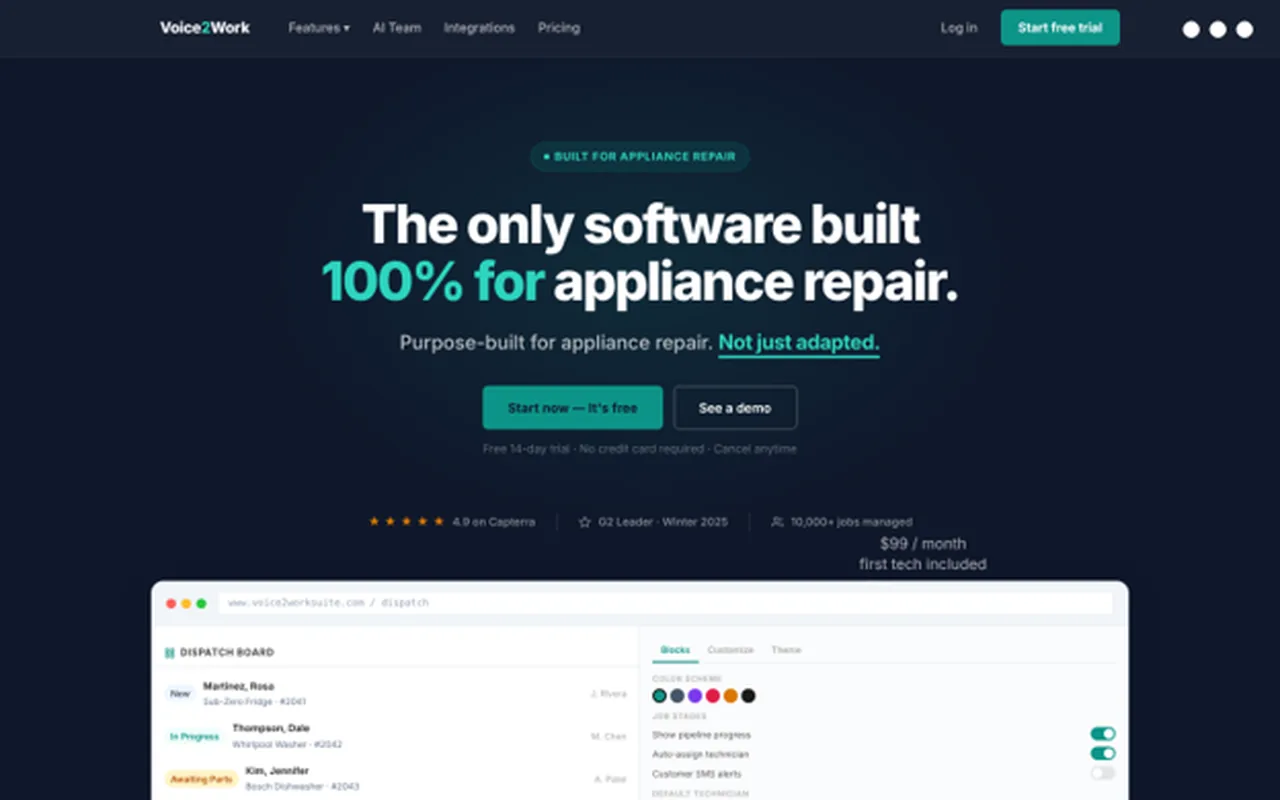 Voice2Work Features ▾ AI Team Integrations Pricing Log in Start free trial
BUILT FOR APPLIANCE REPAIR
The only software built
100% for appliance repair.
Purpose-built for appliance repair. Not just adapted.
Start now — it's free See a demo
Free 14-day trial · No credit card required · Cancel anytime
★★★★★ 4.9 on Capterra G2 Leader · Winter 2025 10,000+ jobs managed
$99 / month
first tech included
www.voice2worksuite.com / dispatch
DISPATCH BOARD
New Martinez, Rosa J. Rivera
Sub-Zero Fridge · #2041
In Progress Thompson, Dale M. Chen
Whirlpool Washer · #2042
Awaiting Parts Kim, Jennifer A. Patel
Bosch Dishwasher · #2043
Blocks Customize Theme
COLOR SCHEME
JOB STAGES
Show pipeline progress
Auto-assign technician
Customer SMS alerts
DEFAULT TECHNICIAN